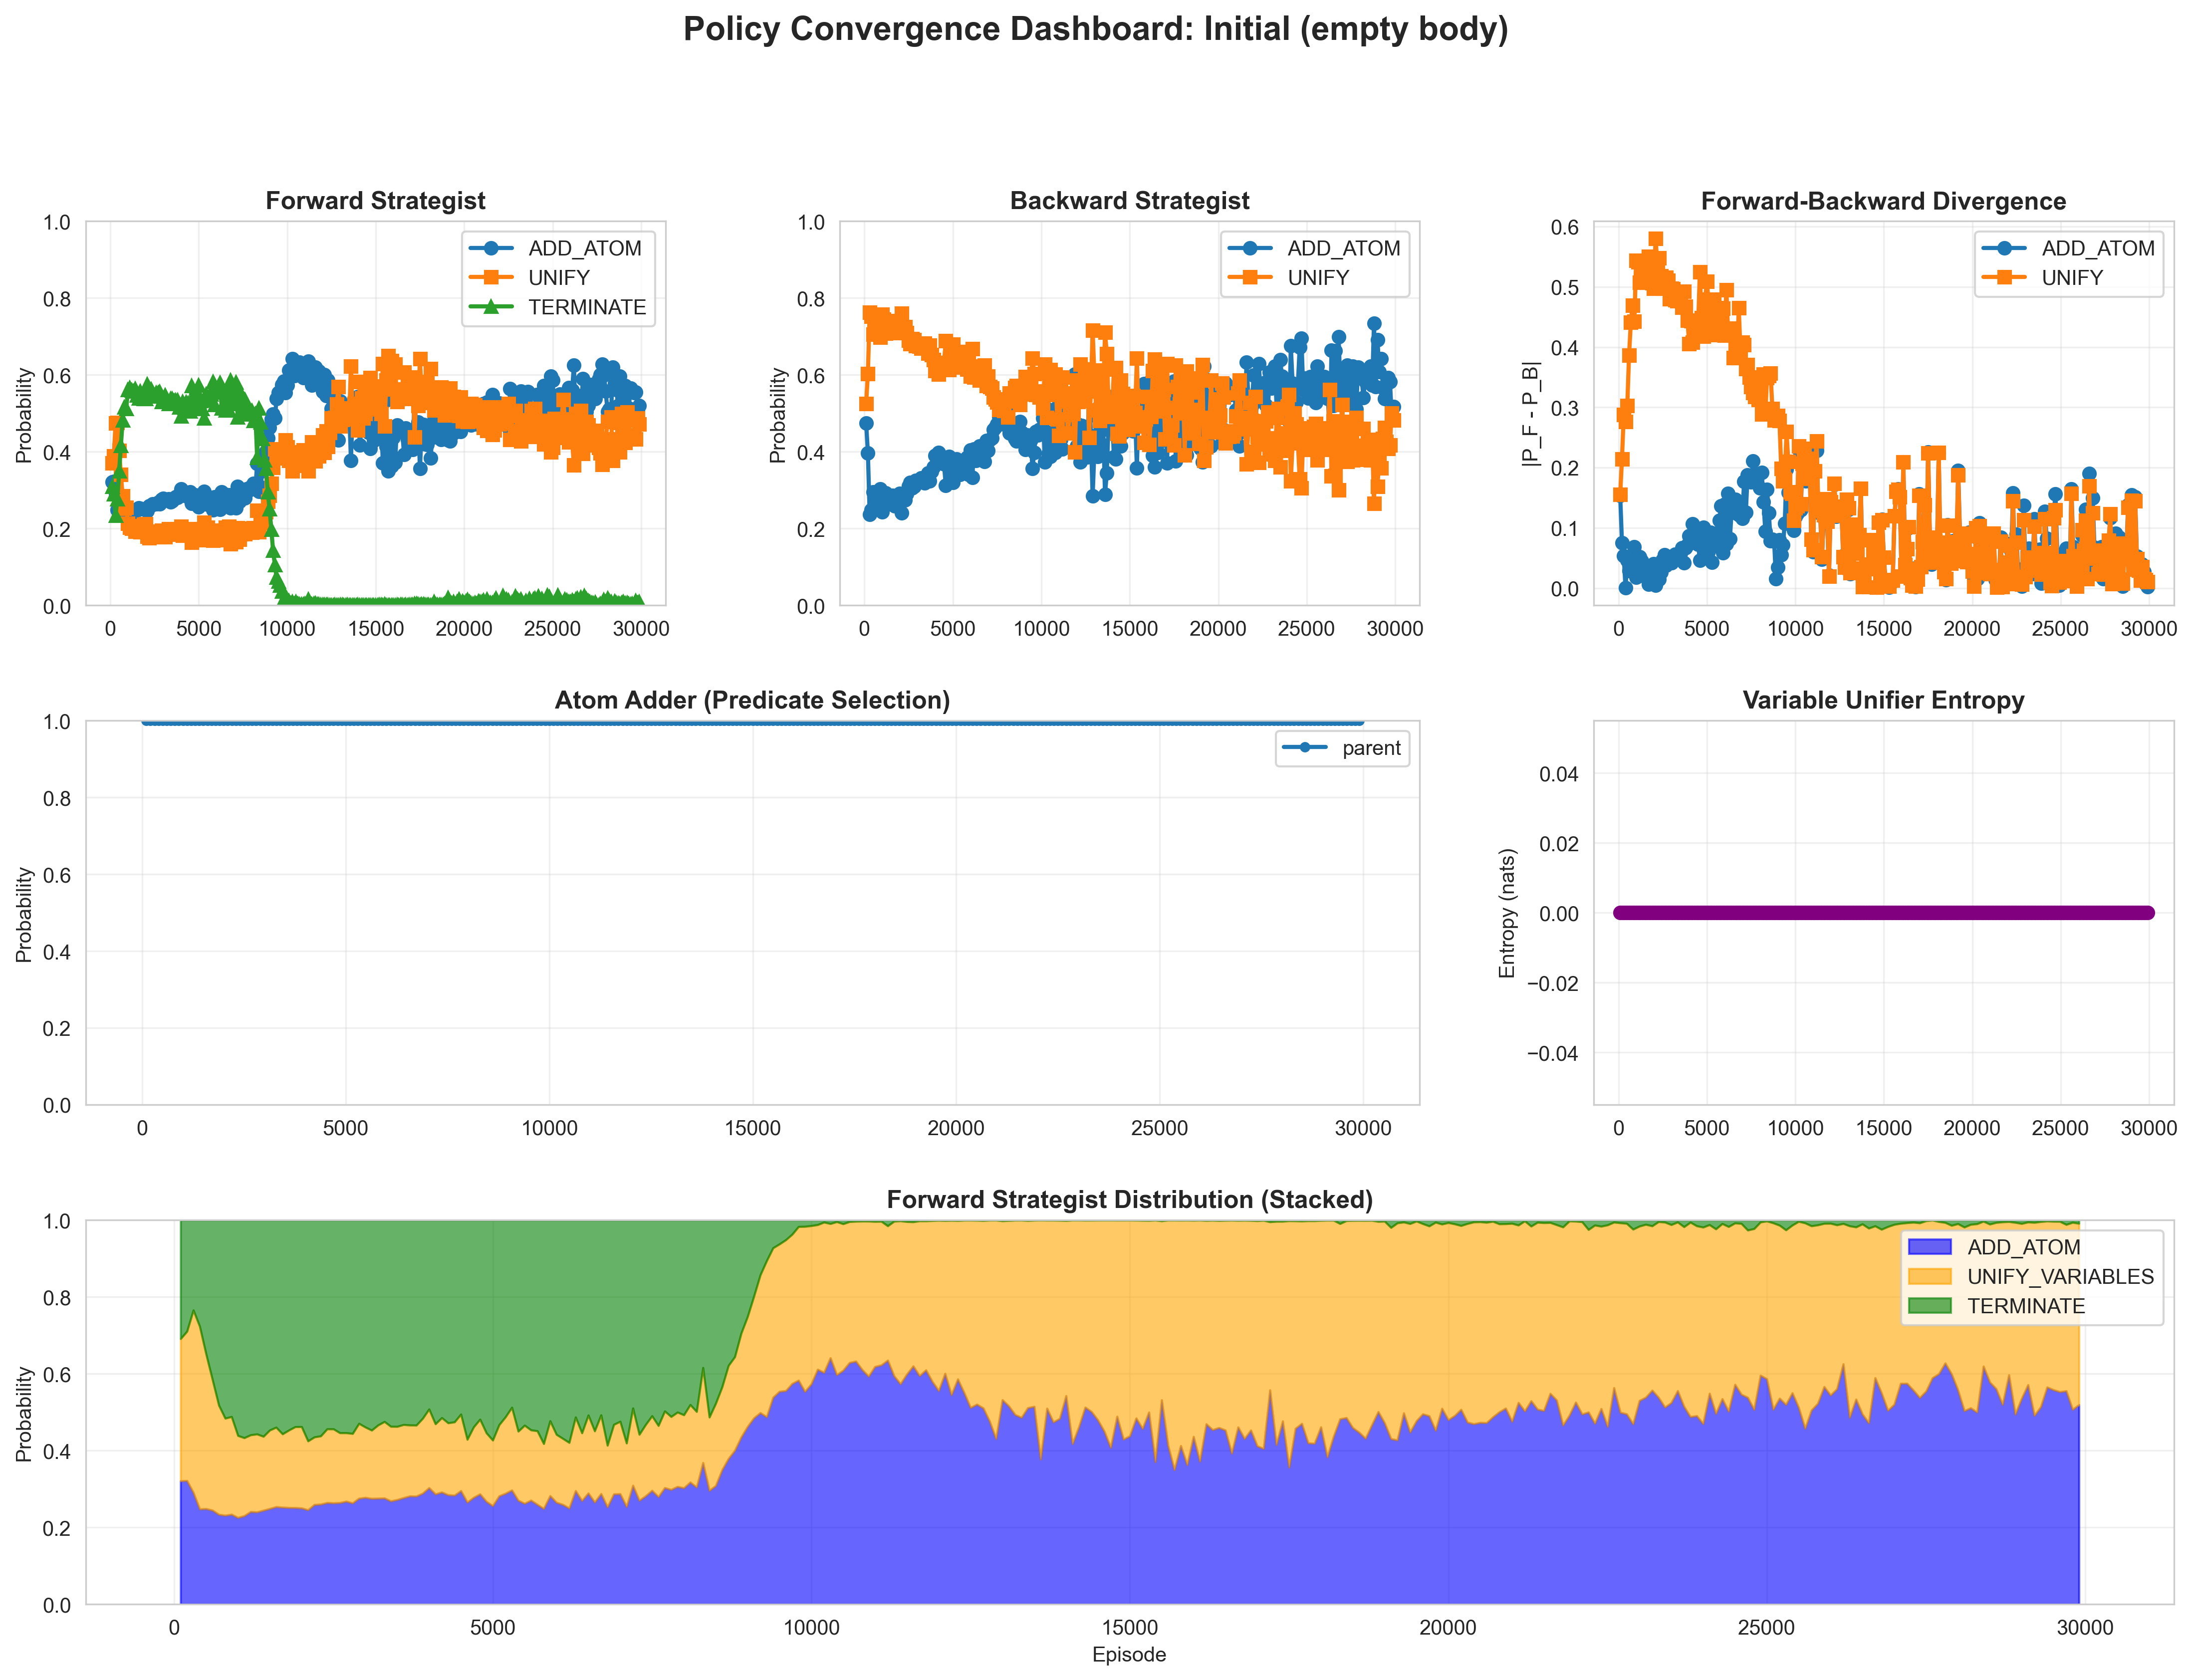 Policy Convergence Dashboard: Initial (empty body)
Forward Strategist
Probability
1.0
0.8
0.6
0.4
0.2
0.0
0 5000 10000 15000 20000 25000 30000
ADD_ATOM
UNIFY
TERMINATE
Backward Strategist
Probability
1.0
0.8
0.6
0.4
0.2
0.0
0 5000 10000 15000 20000 25000 30000
ADD_ATOM
UNIFY
Forward-Backward Divergence
|P_F - P_B|
0.6
0.5
0.4
0.3
0.2
0.1
0.0
0 5000 10000 15000 20000 25000 30000
ADD_ATOM
UNIFY
Atom Adder (Predicate Selection)
Probability
1.0
0.8
0.6
0.4
0.2
0.0
0 5000 10000 15000 20000 25000 30000
parent
Variable Unifier Entropy
Entropy (nats)
0.04
0.02
0.00
−0.02
−0.04
0 5000 10000 15000 20000 25000 30000
Forward Strategist Distribution (Stacked)
Probability
1.0
0.8
0.6
0.4
0.2
0.0
0 5000 10000 15000 20000 25000 30000
Episode
ADD_ATOM
UNIFY_VARIABLES
TERMINATE